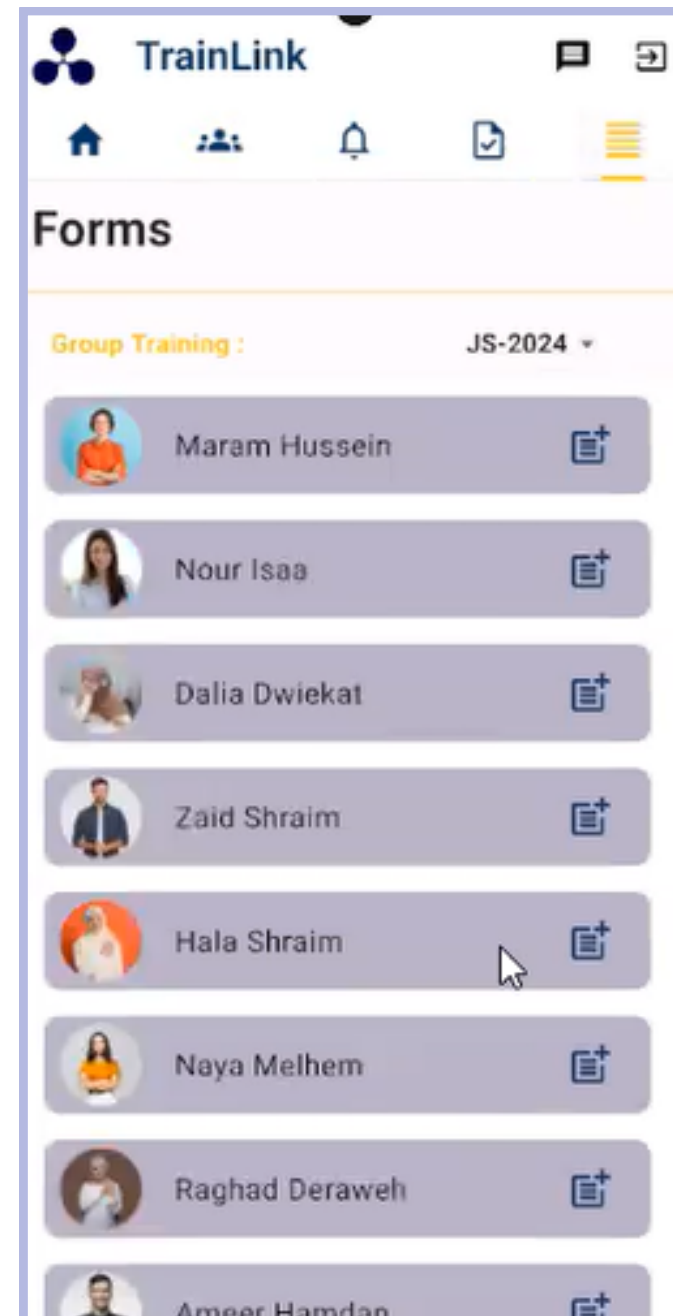 TrainLink
Forms
Group Training : JS-2024
Maram Hussein
Nour Isaa
Dalia Dwiekat
Zaid Shraim
Hala Shraim
Naya Melhem
Raghad Deraweh
Ameer Hamdan